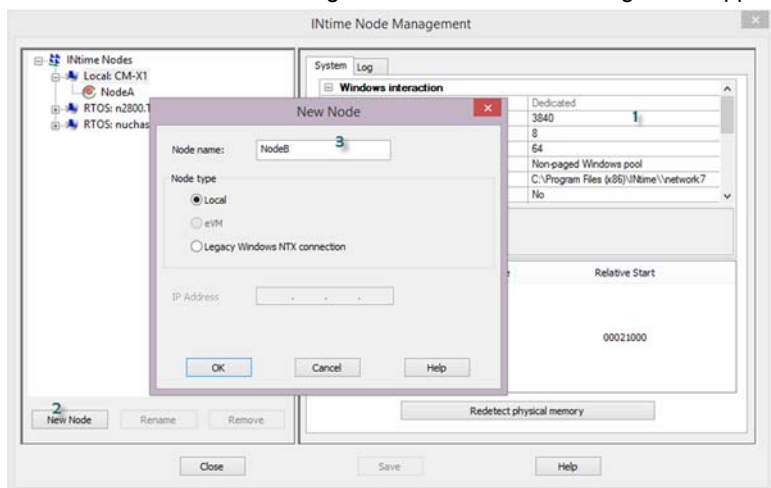 INtime Node Management
INtime Nodes
Local: CM-X1
NodeA
RTOS: n2800.T
RTOS: nuchas
System Log
Windows interaction
Dedicated
3840 1
8
64
Non-paged Windows pool
C:\Program Files (x86)\INtime\\network7
No
New Node
Node name: NodeB 3
Node type
Local
eVM
Legacy Windows NTX connection
IP Address . . .
OK Cancel Help
Relative Start
00021000
2
New Node Rename Remove
Redetect physical memory
Close Save Help